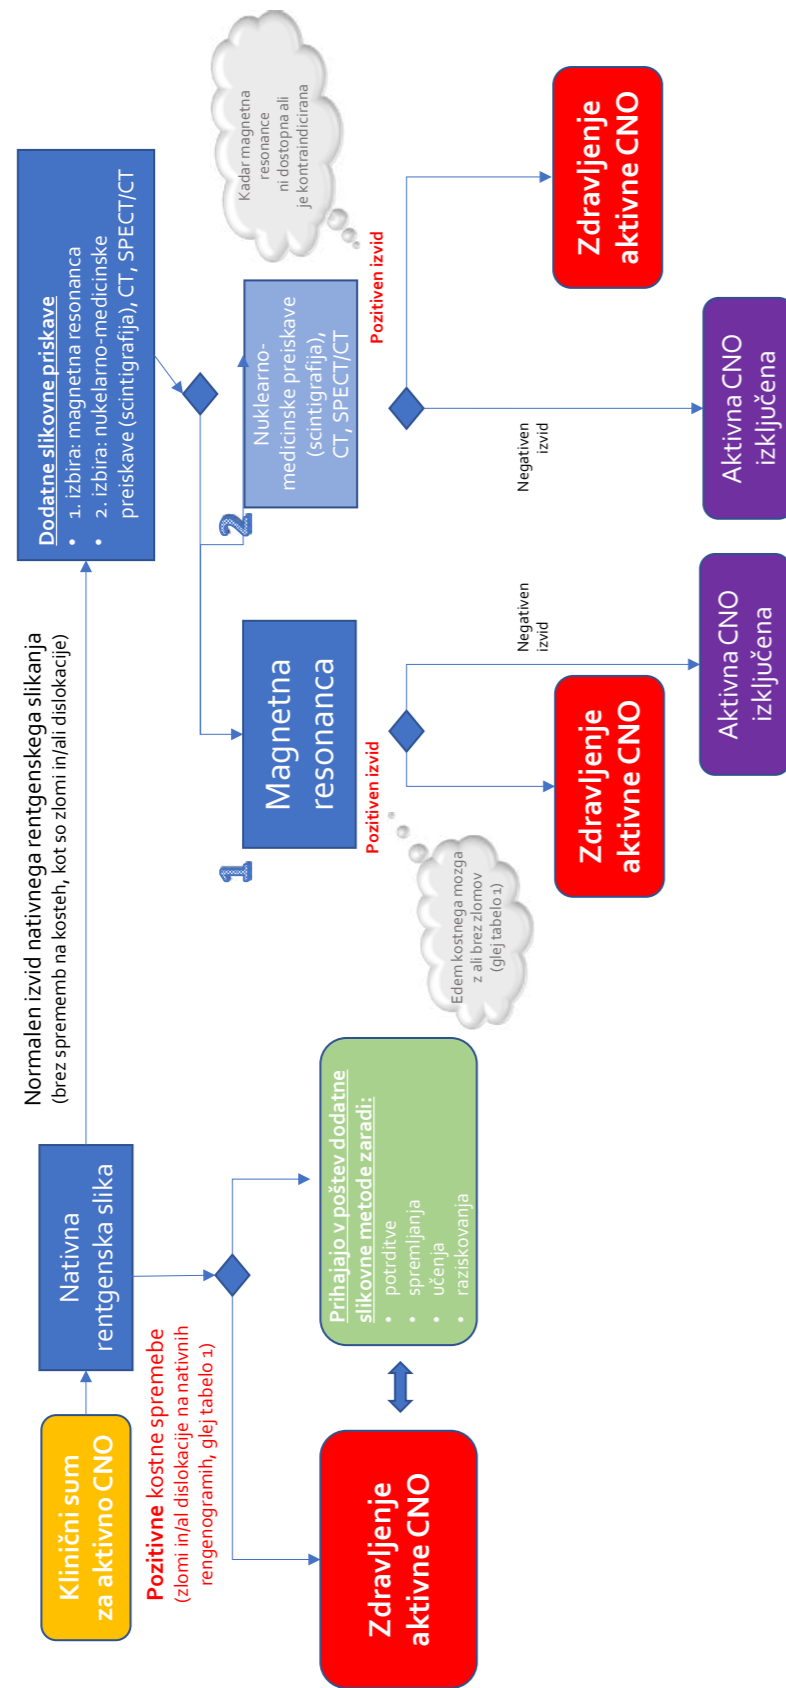 Klinični sum
za aktivno CNO
Nativna
rentgenska slika
Normalen izvid nativnega rentgenskega slikanja
(brez sprememb na kosteh, kot so zlomi in/ali dislokacije)
Dodatne slikovne priskave
• 1. izbira: magnetna resonanca
• 2. izbira: nukelarno-medicinske
preiskave (scintigrafija), CT, SPECT/CT
Pozitivne kostne spremebe
(zlomi in/al dislokacije na nativnih
rengenogramih, glej tabelo 1)
Zdravljenje
aktivne CNO
Prihajajo v poštev dodatne
slikovne metode zaradi:
• potrditve
• spremljanja
• učenja
• raziskovanja
1
Magnetna
resonanca
2
Nuklearno-
medicinske preiskave
(scintigrafija),
CT, SPECT/CT
Kadar magnetna
resonance
ni dostopna ali
je kontraindicirana
Pozitiven izvid
Pozitiven izvid
Edem kostnega mozga
z ali brez zlomov
(glej tabelo 1)
Zdravljenje
aktivne CNO
Negativen
izvid
Aktivna CNO
izključena
Negativen
izvid
Aktivna CNO
izključena
Zdravljenje
aktivne CNO